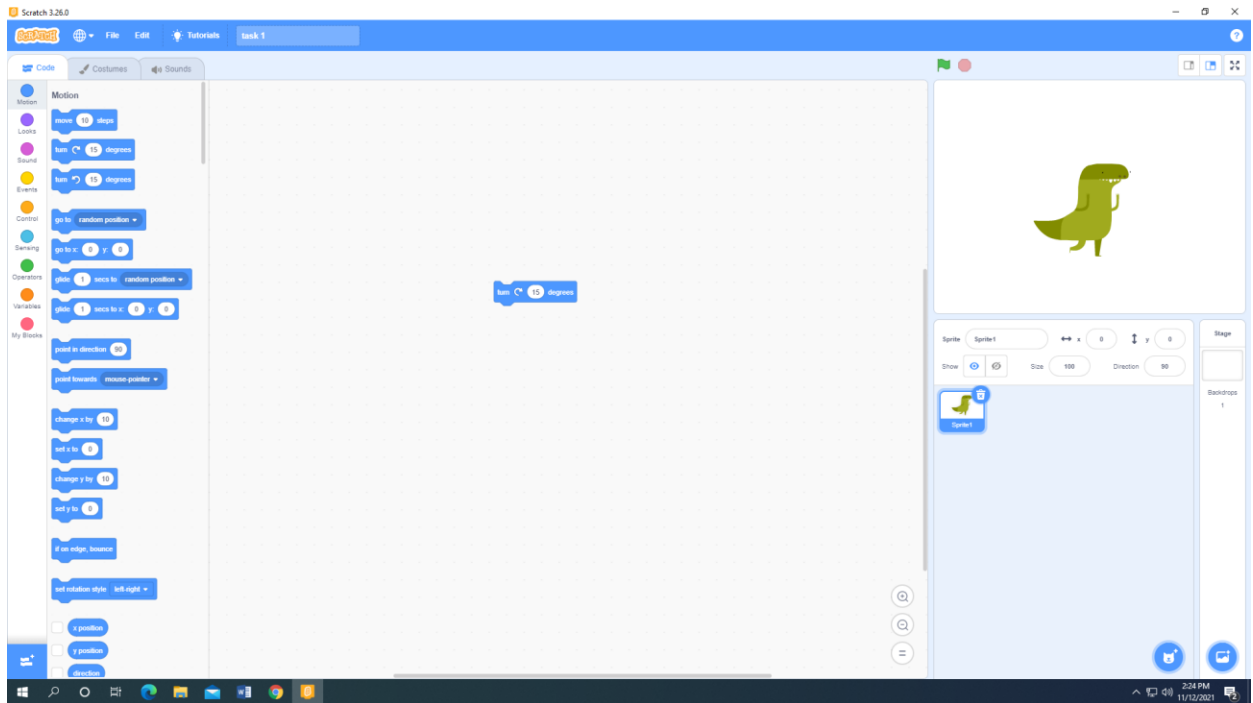 Scratch 3.26.0
SCRATCH File Edit Tutorials task 1
Code Costumes Sounds
Motion
Looks
Sound
Events
Control
Sensing
Operators
Variables
My Blocks
Motion
move 10 steps
turn 15 degrees
turn 15 degrees
go to random position
go to x: 0 y: 0
glide 1 secs to random position
glide 1 secs to x: 0 y: 0
point in direction 90
point towards mouse-pointer
change x by 10
set x to 0
change y by 10
set y to 0
if on edge, bounce
set rotation style left-right
x position
y position
direction
turn 15 degrees
Sprite Sprite1 x 0 y 0
Show Size 100 Direction 90
Sprite1
Stage
Backdrops
1
2:24 PM
11/12/2021
2